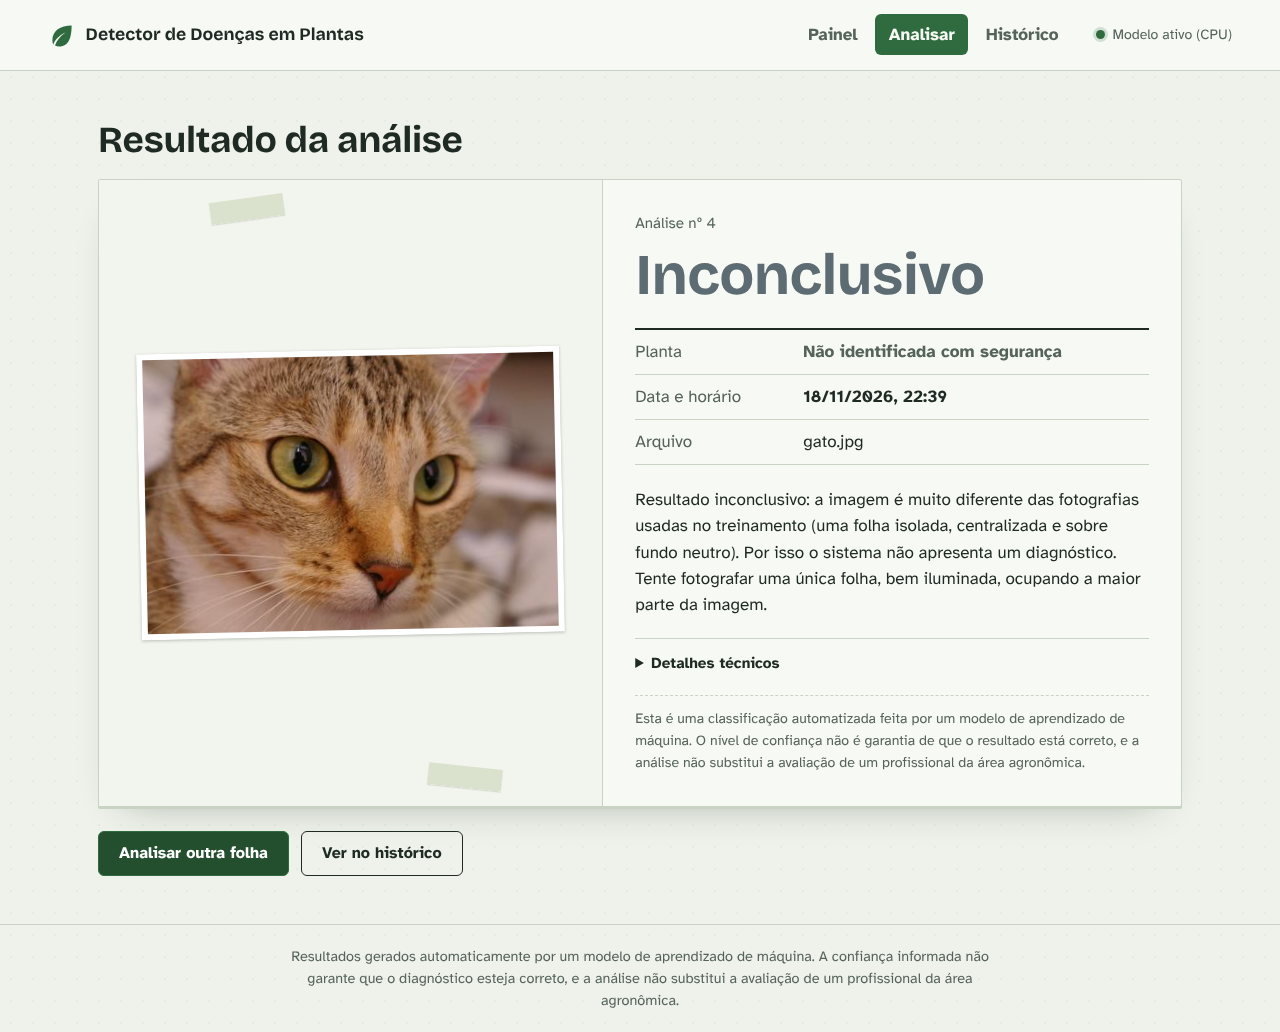 Detector de Doenças em Plantas
Painel
Analisar
Histórico
Modelo ativo (CPU)
Resultado da análise
Análise nº 4
Inconclusivo
Planta Não identificada com segurança
Data e horário 18/11/2026, 22:39
Arquivo gato.jpg
Resultado inconclusivo: a imagem é muito diferente das fotografias
usadas no treinamento (uma folha isolada, centralizada e sobre
fundo neutro). Por isso o sistema não apresenta um diagnóstico.
Tente fotografar uma única folha, bem iluminada, ocupando a maior
parte da imagem.
Detalhes técnicos
Esta é uma classificação automatizada feita por um modelo de aprendizado de
máquina. O nível de confiança não é garantia de que o resultado está correto, e a
análise não substitui a avaliação de um profissional da área agronômica.
Analisar outra folha
Ver no histórico
Resultados gerados automaticamente por um modelo de aprendizado de máquina. A confiança informada não
garante que o diagnóstico esteja correto, e a análise não substitui a avaliação de um profissional da área
agronômica.